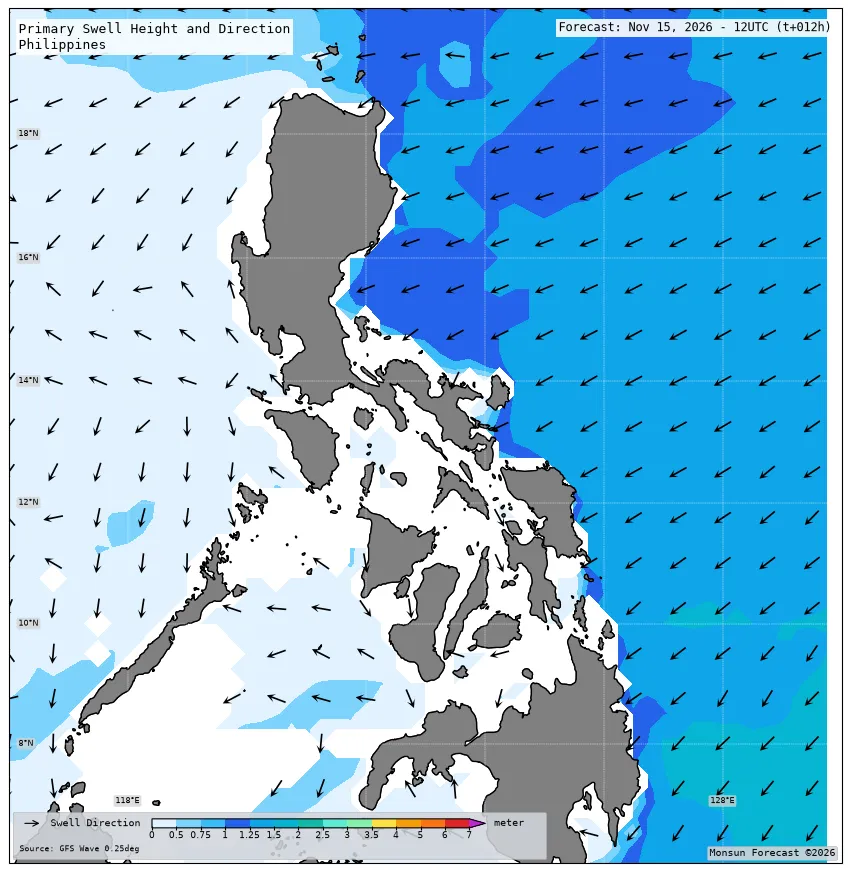 Primary Swell Height and Direction
Philippines
Forecast: Nov 15, 2026 - 12UTC (t+012h)
18°N
16°N
14°N
12°N
10°N
8°N
118°E
128°E
Swell Direction
meter
0 0.5 0.75 1 1.25 1.5 2 2.5 3 3.5 4 5 6 7
Source: GFS Wave 0.25deg
Monsun Forecast ©2026